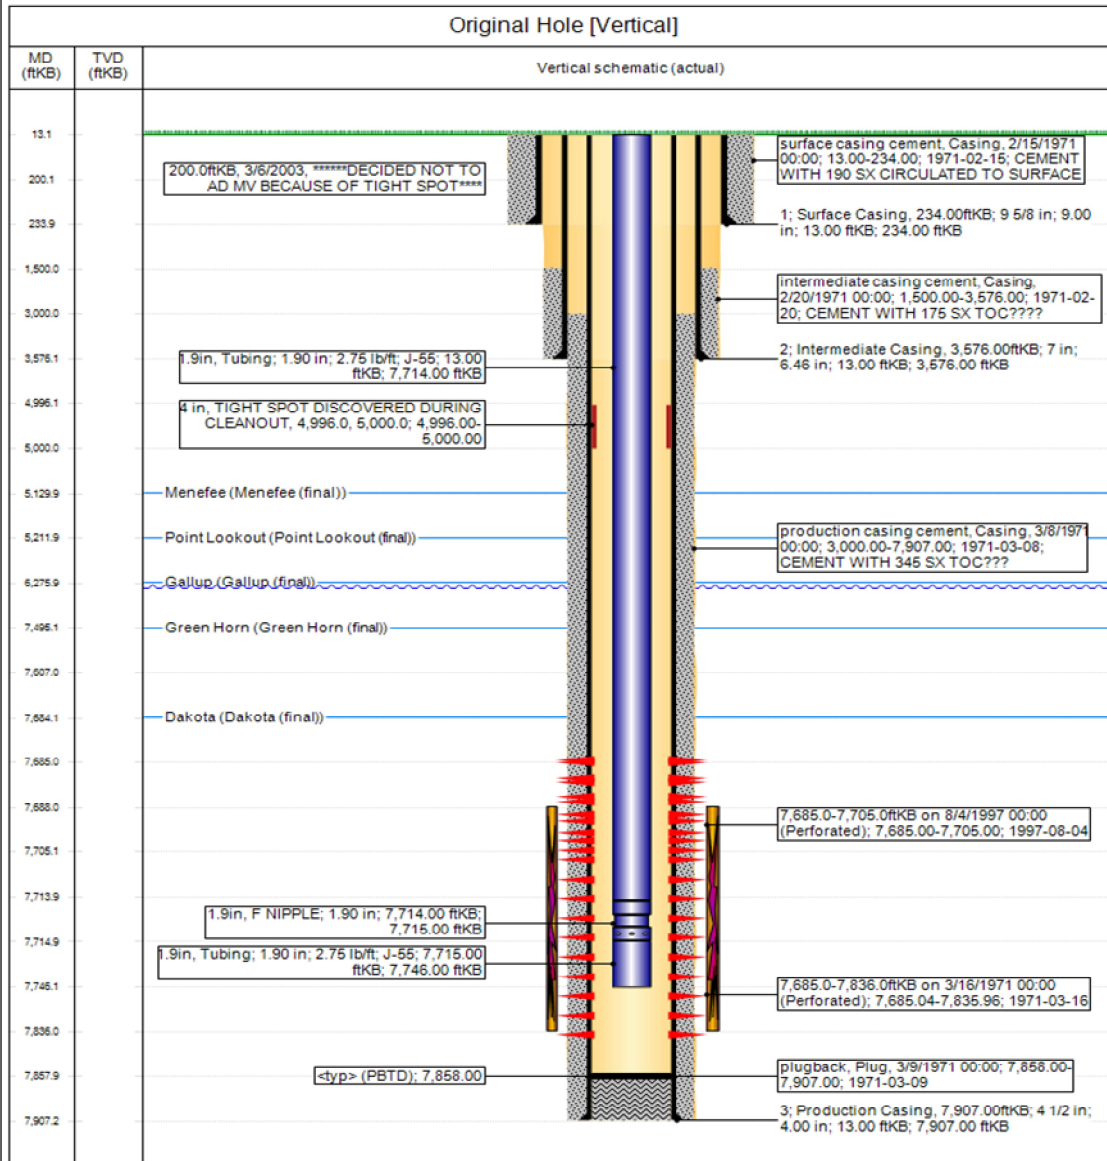 Original Hole [Vertical]
MD
(ftKB)
TVD
(ftKB)
Vertical schematic (actual)
13.1
200.1
233.9
1,500.0
3,000.0
3,576.1
4,996.1
5,000.0
5,129.9
5,211.9
6,275.9
7,495.1
7,607.0
7,684.1
7,685.0
7,688.0
7,705.1
7,713.9
7,714.9
7,745.1
7,836.0
7,857.9
7,907.2
200.0ftKB, 3/6/2003, ******DECIDED NOT TO
AD MV BECAUSE OF TIGHT SPOT****
1.9in, Tubing; 1.90 in; 2.75 lb/ft; J-55; 13.00
ftKB; 7,714.00 ftKB
4 in, TIGHT SPOT DISCOVERED DURING
CLEANOUT, 4,996.0, 5,000.0; 4,996.00-
5,000.00
Menefee (Menefee (final))
Point Lookout (Point Lookout (final))
Gallup (Gallup (final))
Green Horn (Green Horn (final))
Dakota (Dakota (final))
1.9in, F NIPPLE; 1.90 in; 7,714.00 ftKB;
7,715.00 ftKB
1.9in, Tubing; 1.90 in; 2.75 lb/ft; J-55; 7,715.00
ftKB; 7,746.00 ftKB
<typ> (PBTD); 7,858.00
surface casing cement, Casing, 2/15/1971
00:00; 13.00-234.00; 1971-02-15; CEMENT
WITH 190 SX CIRCULATED TO SURFACE
1; Surface Casing, 234.00ftKB; 9 5/8 in; 9.00
in; 13.00 ftKB; 234.00 ftKB
intermediate casing cement, Casing,
2/20/1971 00:00; 1,500.00-3,576.00; 1971-02-
20; CEMENT WITH 175 SX TOC????
2; Intermediate Casing, 3,576.00ftKB; 7 in;
6.46 in; 13.00 ftKB; 3,576.00 ftKB
production casing cement, Casing, 3/8/1971
00:00; 3,000.00-7,907.00; 1971-03-08;
CEMENT WITH 345 SX TOC???
7,685.0-7,705.0ftKB on 8/4/1997 00:00
(Perforated); 7,685.00-7,705.00; 1997-08-04
7,685.0-7,836.0ftKB on 3/16/1971 00:00
(Perforated); 7,685.04-7,835.96; 1971-03-16
plugback, Plug, 3/9/1971 00:00; 7,858.00-
7,907.00; 1971-03-09
3; Production Casing, 7,907.00ftKB; 4 1/2 in;
4.00 in; 13.00 ftKB; 7,907.00 ftKB